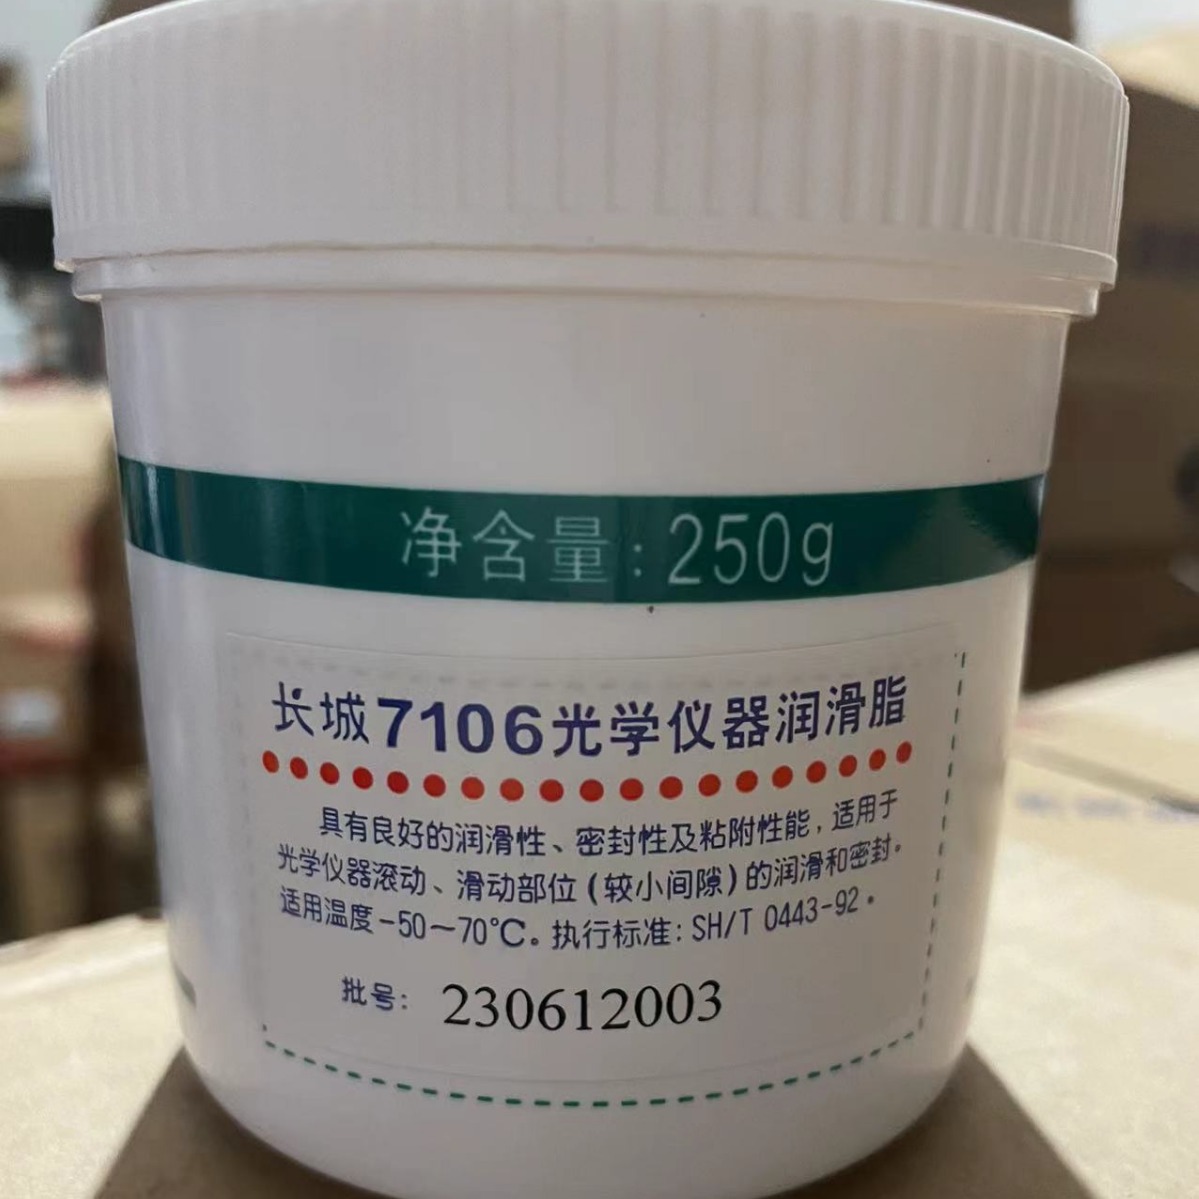 净含量:250g
长城7106光学仪器润滑脂
具有良好的润滑性、密封性及粘附性能,适用于
光学仪器滚动、滑动部位(较小间隙)的润滑和密封。
适用温度-50～70℃。执行标准:SH/T 0443-92。
批号: 230612003